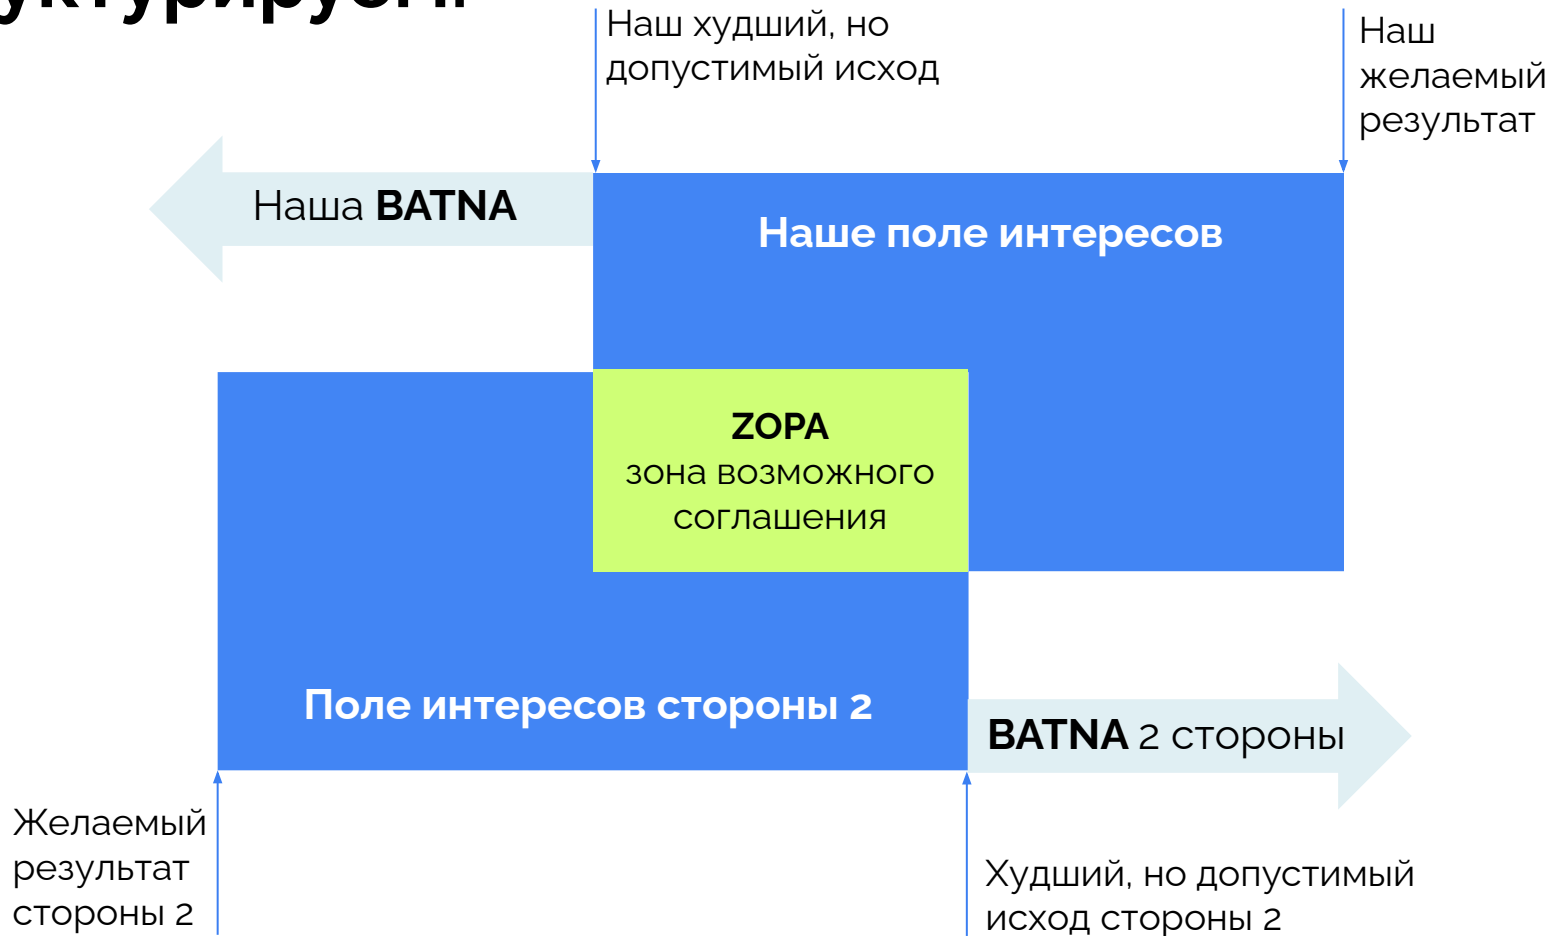 Наш худший, но
допустимый исход
Наш
желаемый
результат
Наша BATNA
Наше поле интересов
ZOPA
зона возможного
соглашения
Поле интересов стороны 2
BATNA 2 стороны
Желаемый
результат
стороны 2
Худший, но допустимый
исход стороны 2